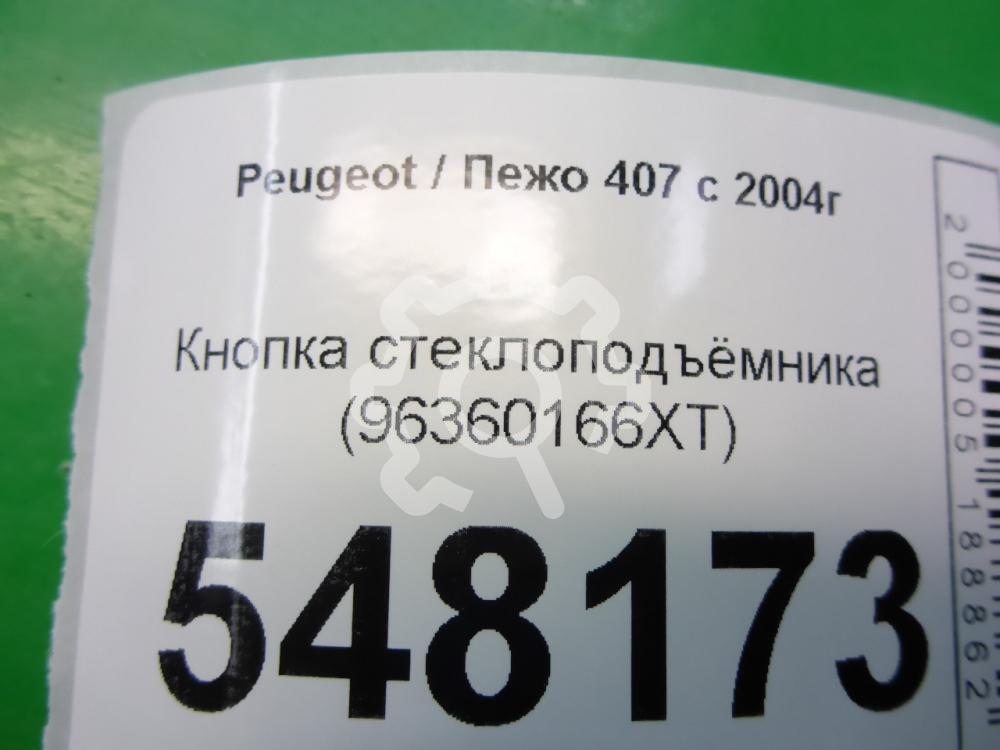 Peugeot / Пежо 407 с 2004г
Кнопка стеклоподъёмника
(96360166XT)
548173
2000005188862